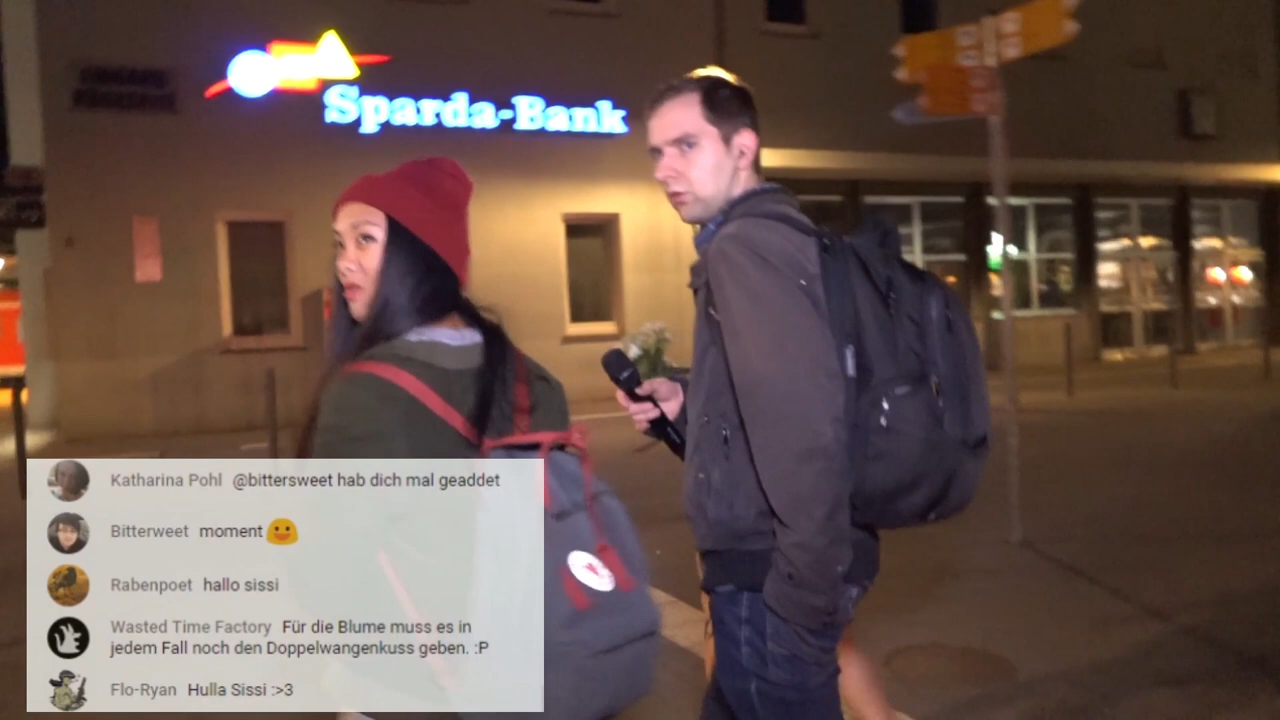 Sparda-Bank
Katharina Pohl @bittersweet hab dich mal geaddet
Bitterweet moment
Rabenpoet hallo sissi
Wasted Time Factory Für die Blume muss es in
jedem Fall noch den Doppelwangenkuss geben. :P
Flo-Ryan Hulla Sissi :>3